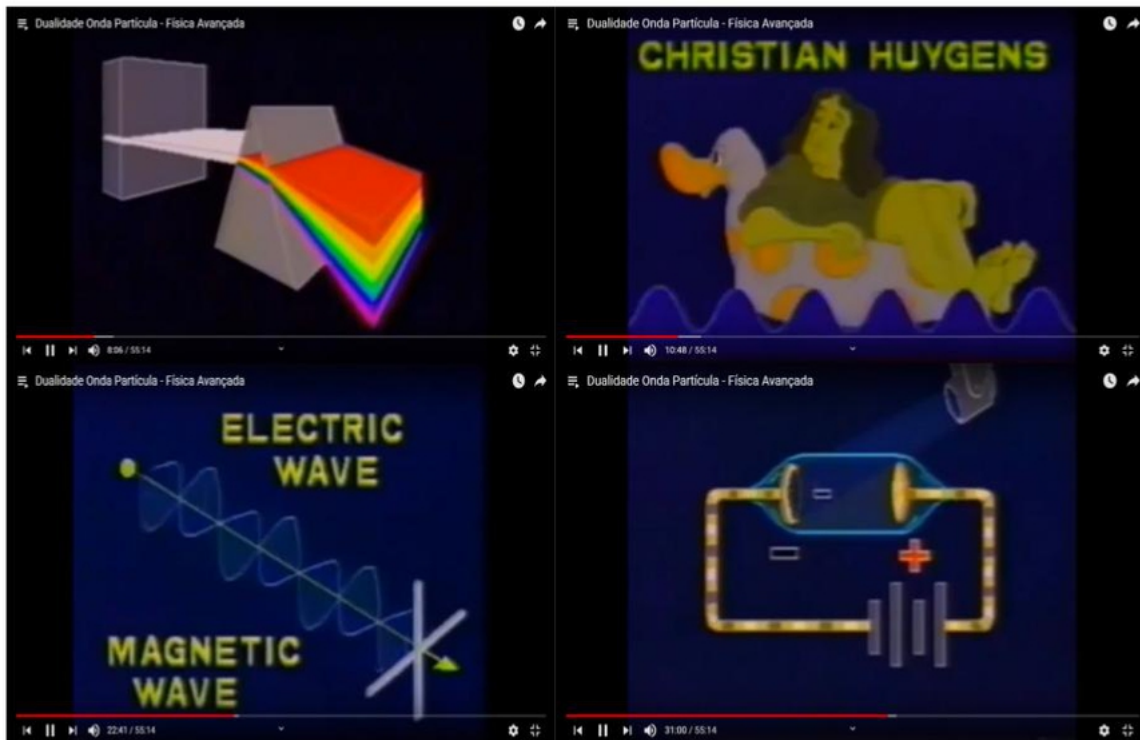 Dualidade Onda Partícula - Física Avançada
8:06 / 55:14
Dualidade Onda Partícula - Física Avançada
CHRISTIAN HUYGENS
10:48 / 55:14
Dualidade Onda Partícula - Física Avançada
ELECTRIC
WAVE
MAGNETIC
WAVE
22:41 / 55:14
Dualidade Onda Partícula - Física Avançada
31:00 / 55:14